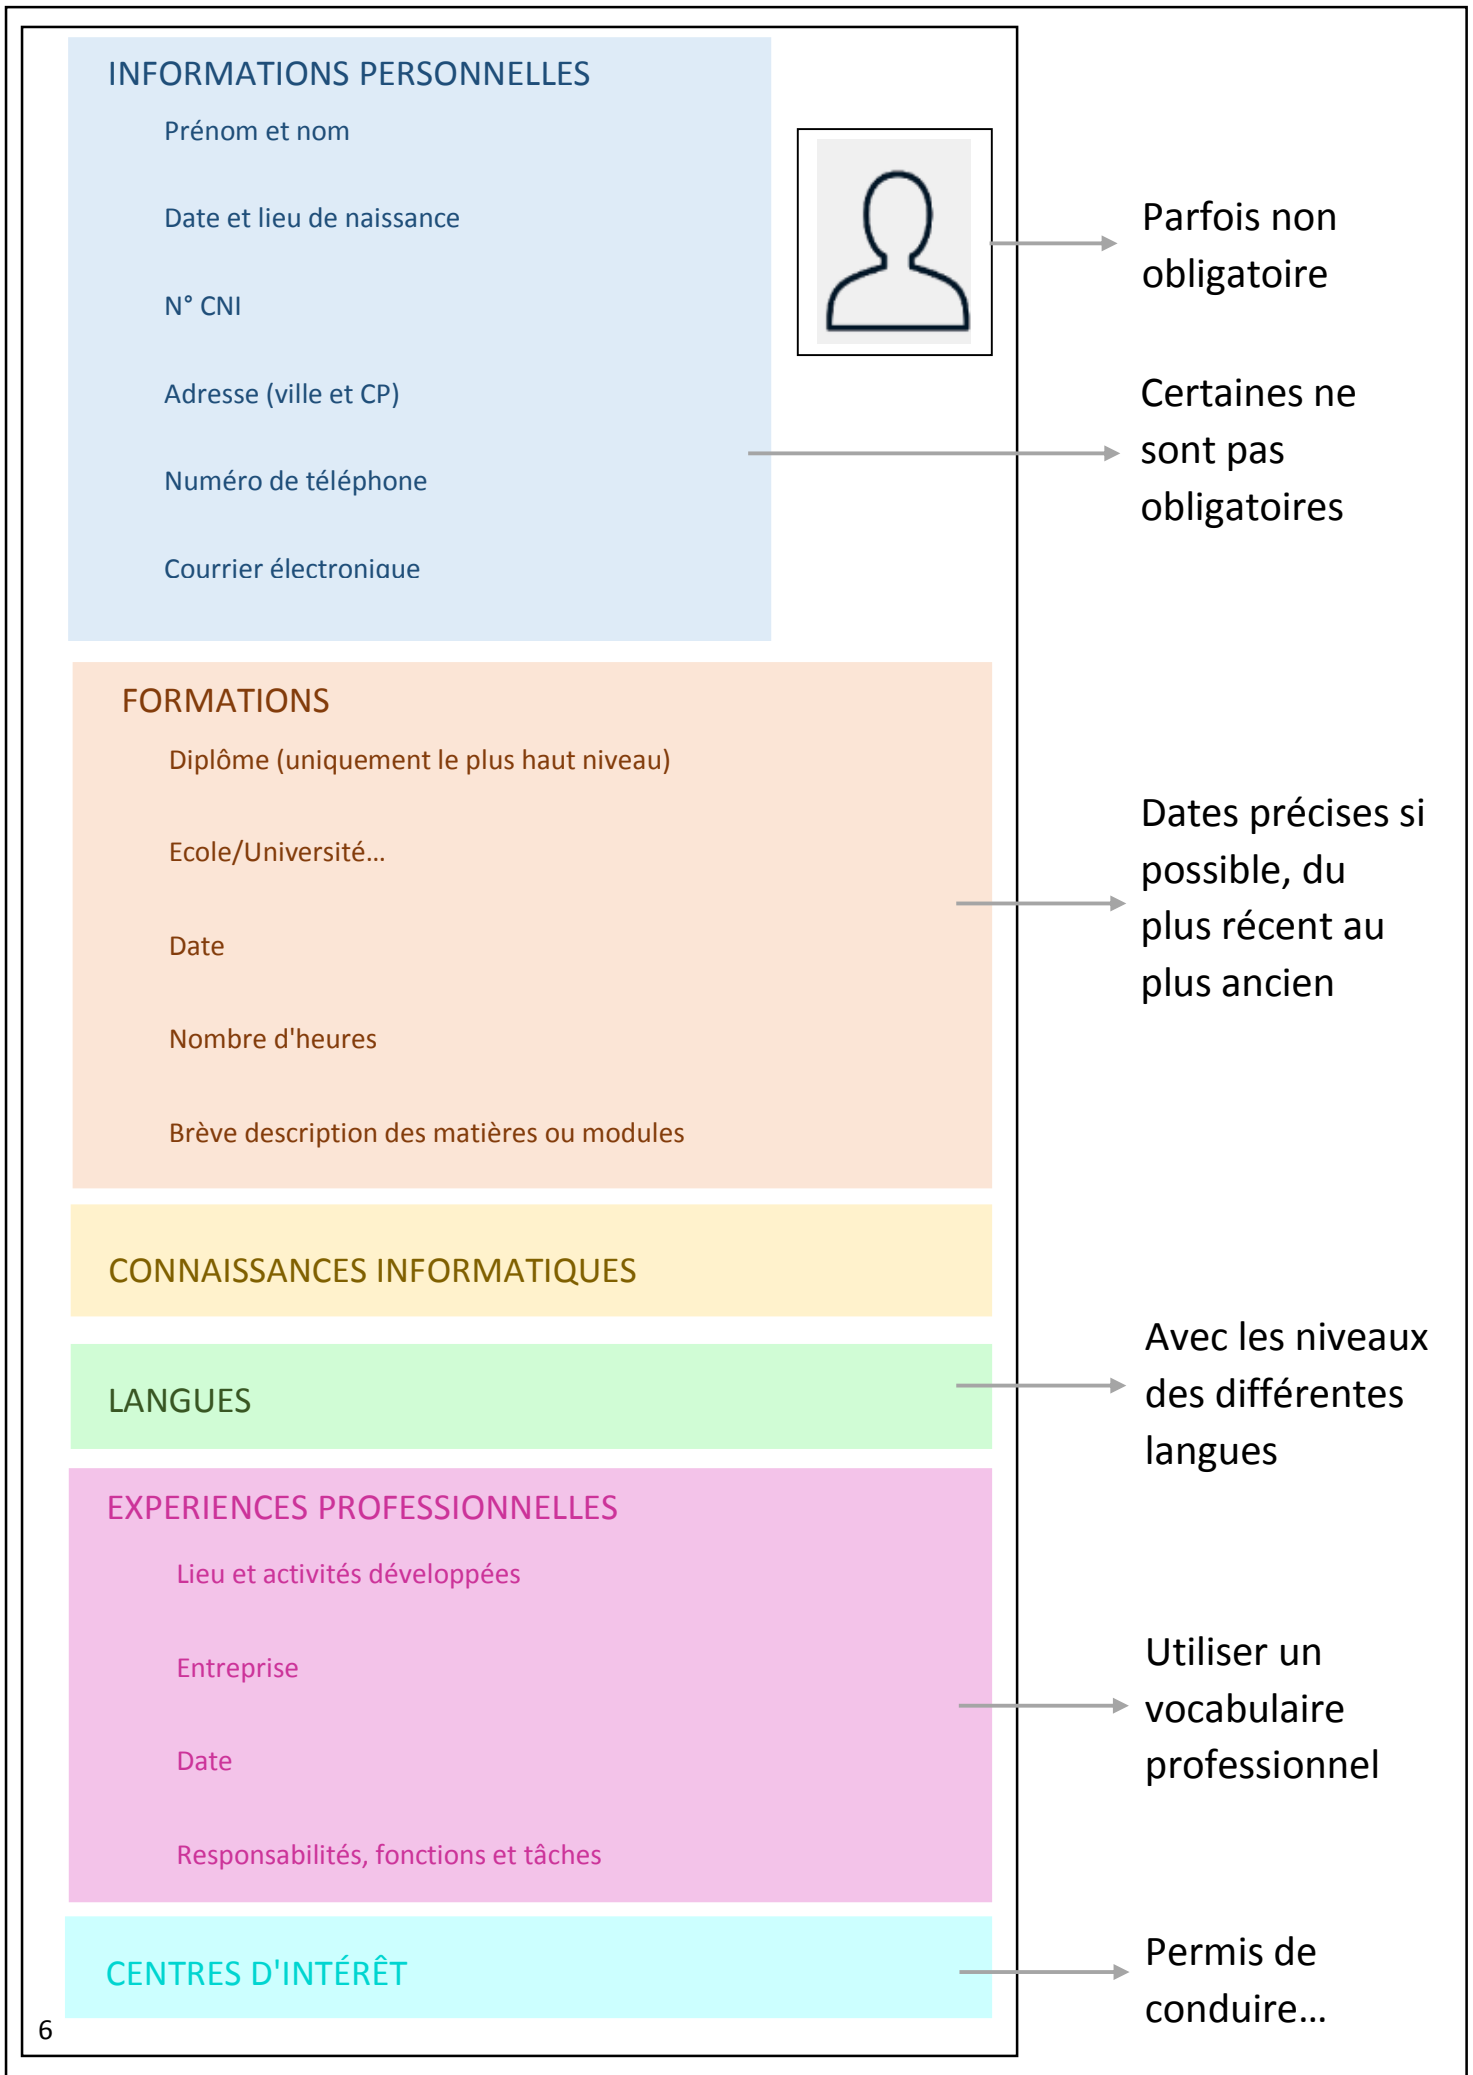 INFORMATIONS PERSONNELLES
Prénom et nom
Date et lieu de naissance
N° CNI
Adresse (ville et CP)
Numéro de téléphone
Courrier électronique
Parfois non
obligatoire
Certaines ne
sont pas
obligatoires
FORMATIONS
Diplôme (uniquement le plus haut niveau)
Ecole/Université...
Date
Nombre d'heures
Brève description des matières ou modules
Dates précises si
possible, du
plus récent au
plus ancien
CONNAISSANCES INFORMATIQUES
LANGUES
Avec les niveaux
des différentes
langues
EXPERIENCES PROFESSIONNELLES
Lieu et activités développées
Entreprise
Date
Responsabilités, fonctions et tâches
Utiliser un
vocabulaire
professionnel
CENTRES D'INTÉRÊT
Permis de
conduire...
6